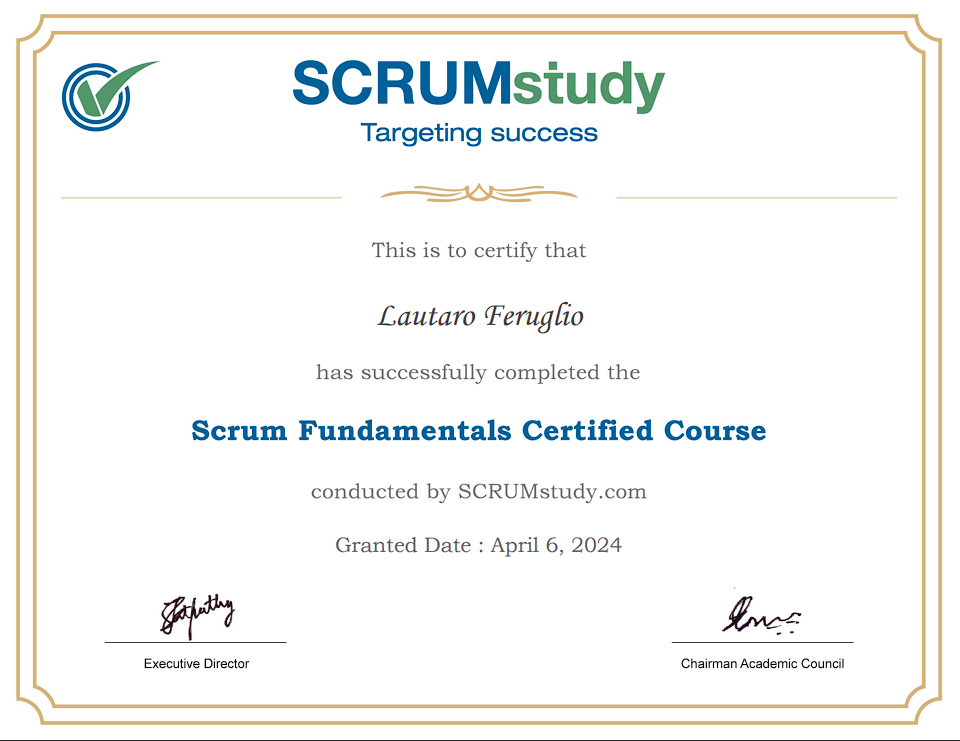 SCRUMstudy
Targeting success
This is to certify that
Lautaro Feruglio
has successfully completed the
Scrum Fundamentals Certified Course
conducted by SCRUMstudy.com
Granted Date : April 6, 2024
Executive Director
Chairman Academic Council